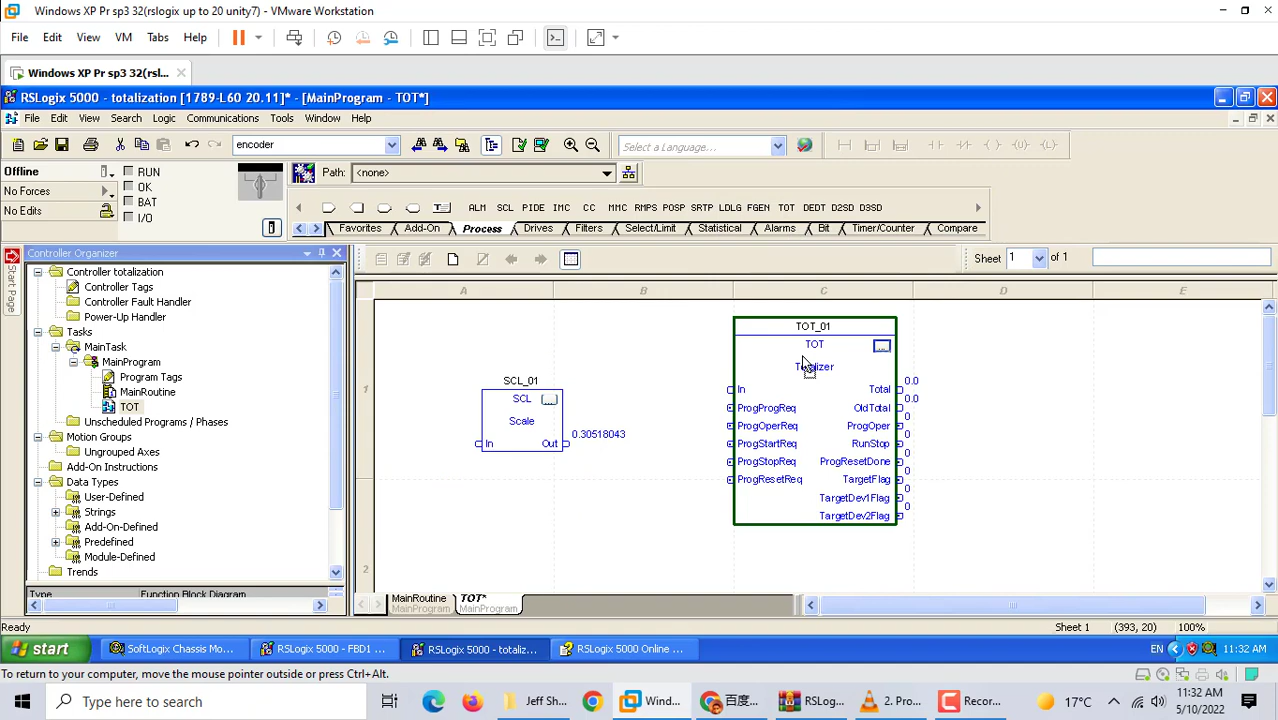 Windows XP Pr sp3 32(rslogix up to 20 unity7) - VMware Workstation
File Edit View VM Tabs Help
Windows XP Pr sp3 32(rsl...
RSLogix 5000 - totalization [1789-L60 20.11]* - [MainProgram - TOT*]
File Edit View Search Logic Communications Tools Window Help
encoder
Select a Language...
Offline
RUN
Path: <none>
No Forces
OK
BAT
No Edits
I/O
ALM SCL PIDE IMC CC MMC RMPS POSP SRTP LDLG FGEN TOT DEDT D2SD D3SD
Favorites Add-On Process Drives Filters Select/Limit Statistical Alarms Bit Timer/Counter Compare
Start Page
Controller Organizer
Sheet 1 of 1
Controller totalization
Controller Tags
Controller Fault Handler
Power-Up Handler
Tasks
MainTask
MainProgram
Program Tags
MainRoutine
TOT
Unscheduled Programs / Phases
Motion Groups
Ungrouped Axes
Add-On Instructions
Data Types
User-Defined
Strings
Add-On-Defined
Predefined
Module-Defined
Trends
Type Function Block Diagram
A B C D E
1
2
SCL_01
SCL
...
Scale
In Out
0.30518043
TOT_01
TOT
...
Totalizer
In Total 0.0
ProgProgReq OldTotal 0.0
ProgOperReq ProgOper 0
ProgStartReq RunStop 0
ProgStopReq ProgResetDone 0
ProgResetReq TargetFlag 0
TargetDev1Flag 0
TargetDev2Flag 0
MainRoutine
MainProgram
TOT*
MainProgram
Ready
Sheet 1 (393, 20) 100%
start
SoftLogix Chassis Mo...
RSLogix 5000 - FBD1 ...
RSLogix 5000 - totaliz...
RSLogix 5000 Online ...
EN
11:32 AM
To return to your computer, move the mouse pointer outside or press Ctrl+Alt.
Type here to search
Jeff Sh...
Wind...
百度...
RSLog...
2. Pro...
Recor...
17°C
11:32 AM
5/10/2022